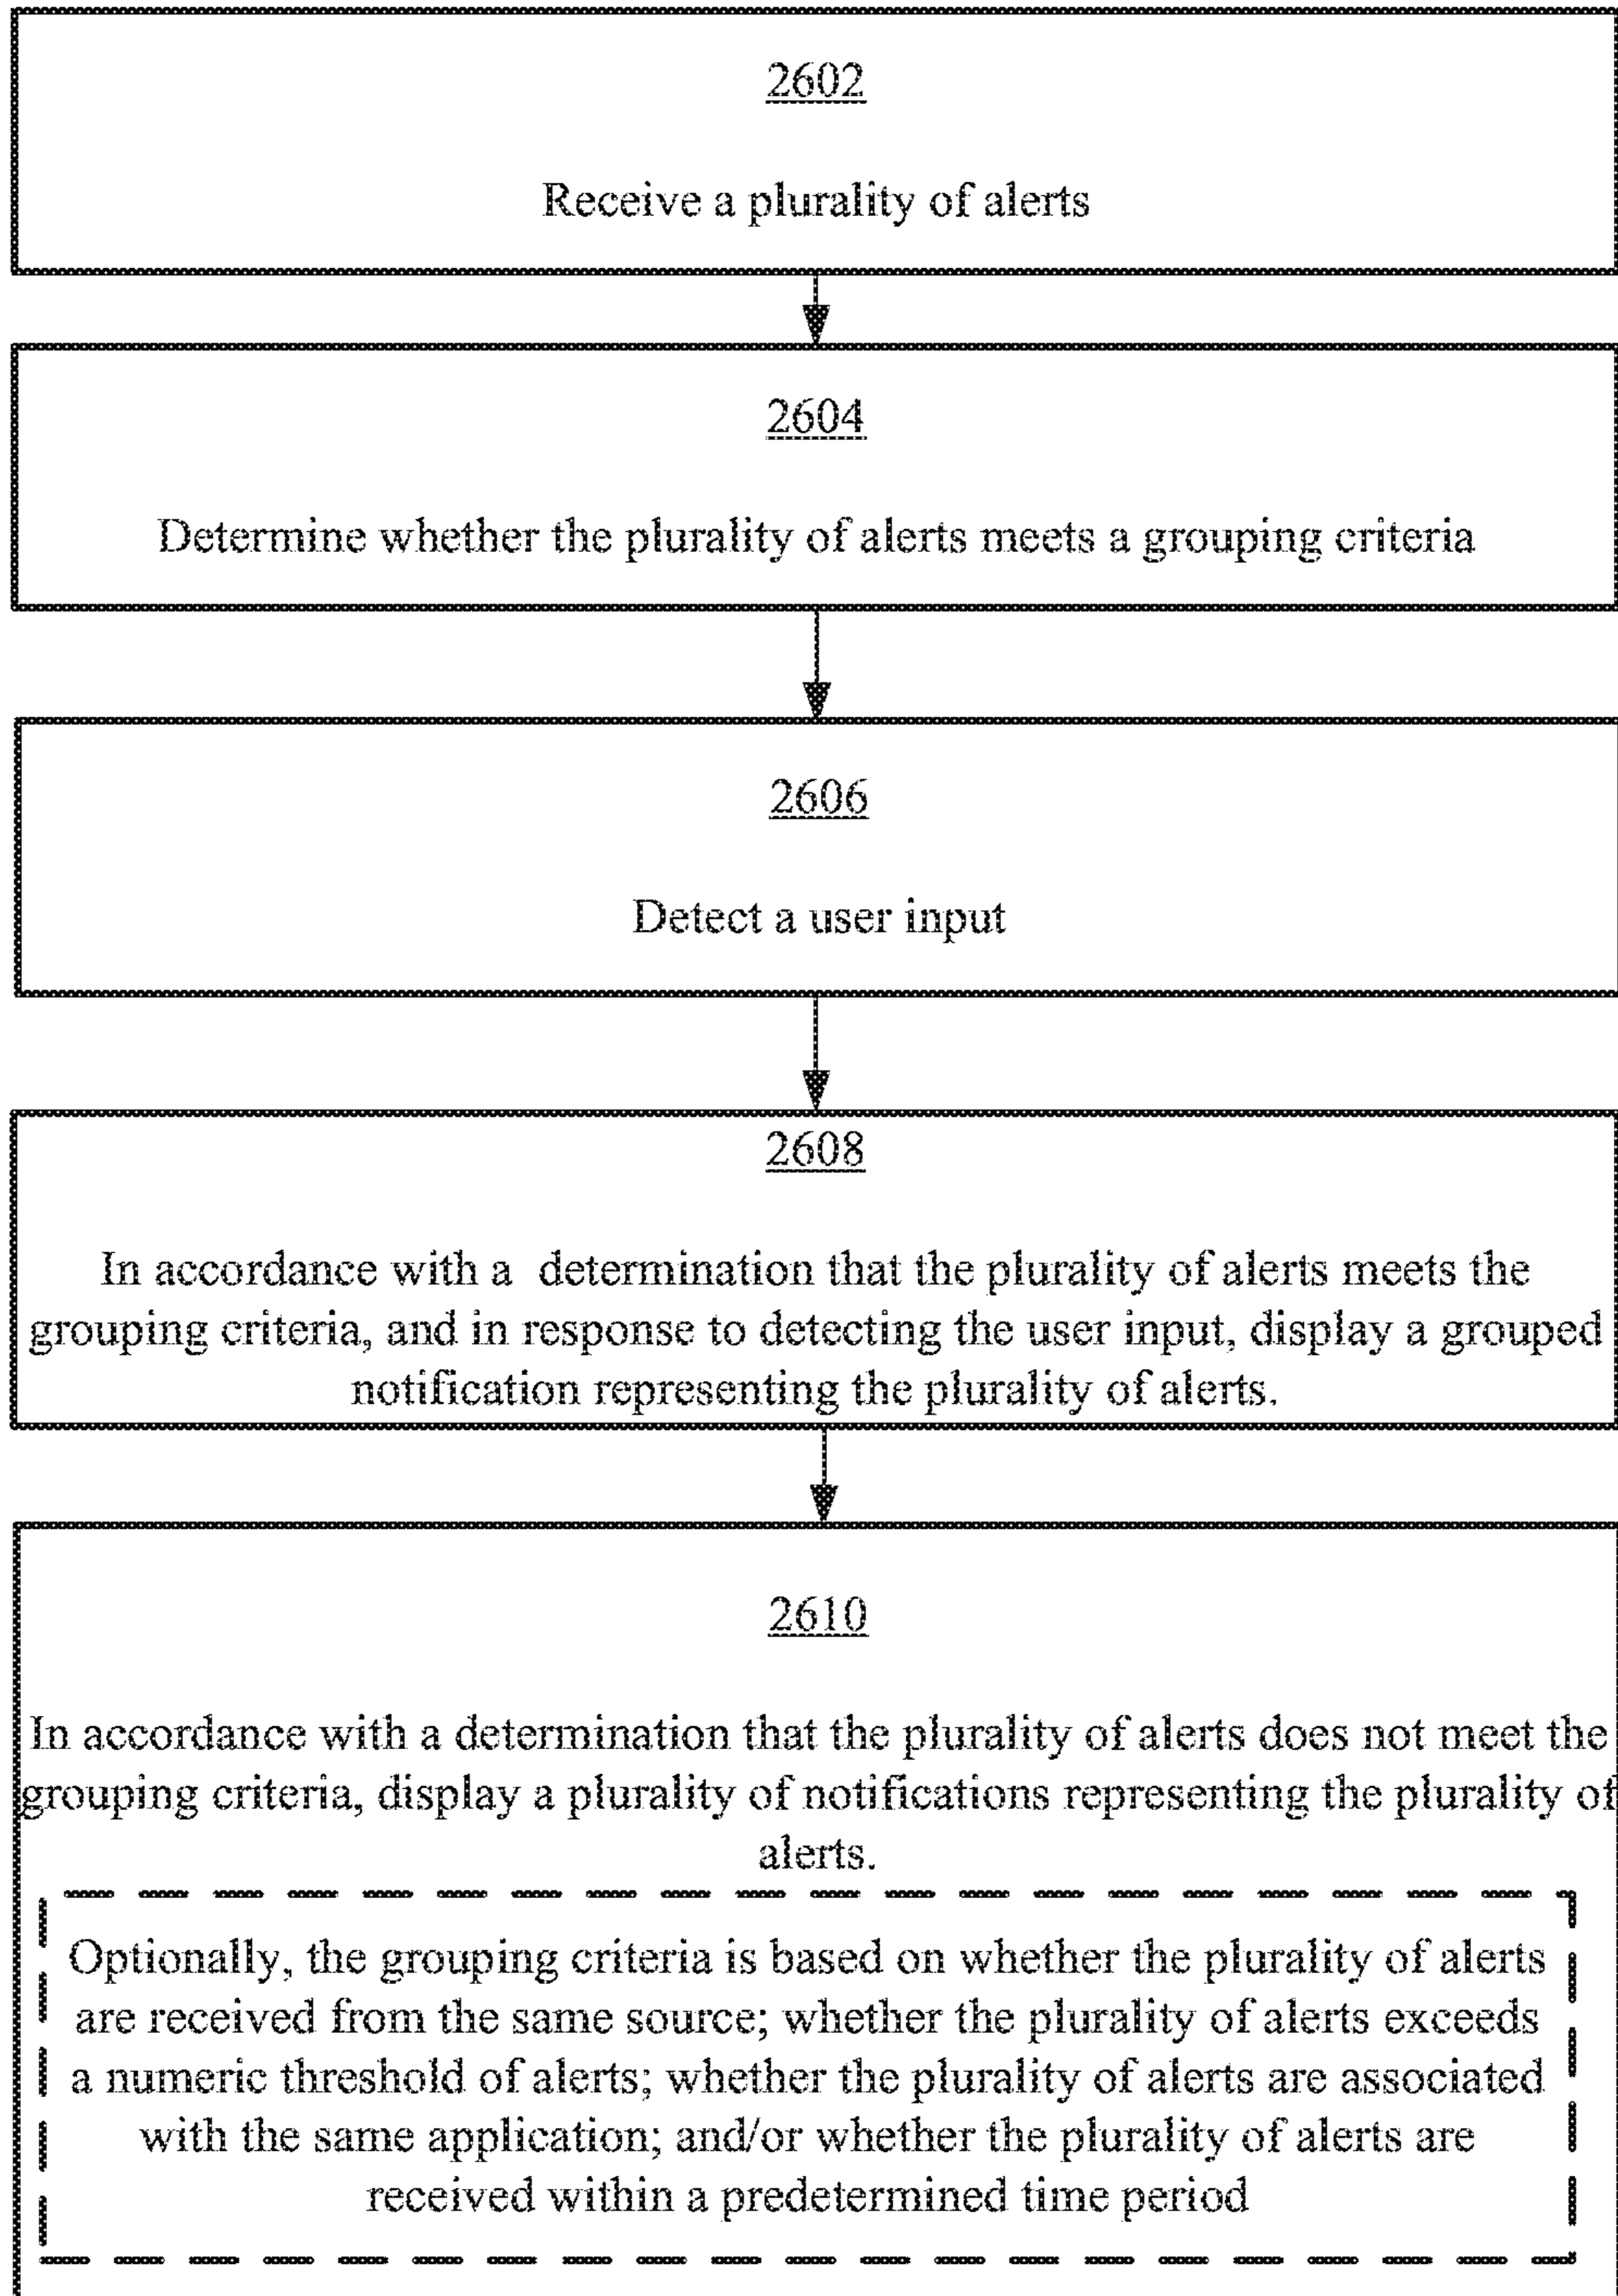 2602
Receive a plurality of alerts
2604
Determine whether the plurality of alerts meets a grouping criteria
2606
Detect a user input
2608
In accordance with a determination that the plurality of alerts meets the
grouping criteria, and in response to detecting the user input, display a grouped
notification representing the plurality of alerts.
2610
In accordance with a determination that the plurality of alerts does not meet the
grouping criteria, display a plurality of notifications representing the plurality of
alerts.
Optionally, the grouping criteria is based on whether the plurality of alerts
are received from the same source; whether the plurality of alerts exceeds
a numeric threshold of alerts; whether the plurality of alerts are associated
with the same application; and/or whether the plurality of alerts are
received within a predetermined time period